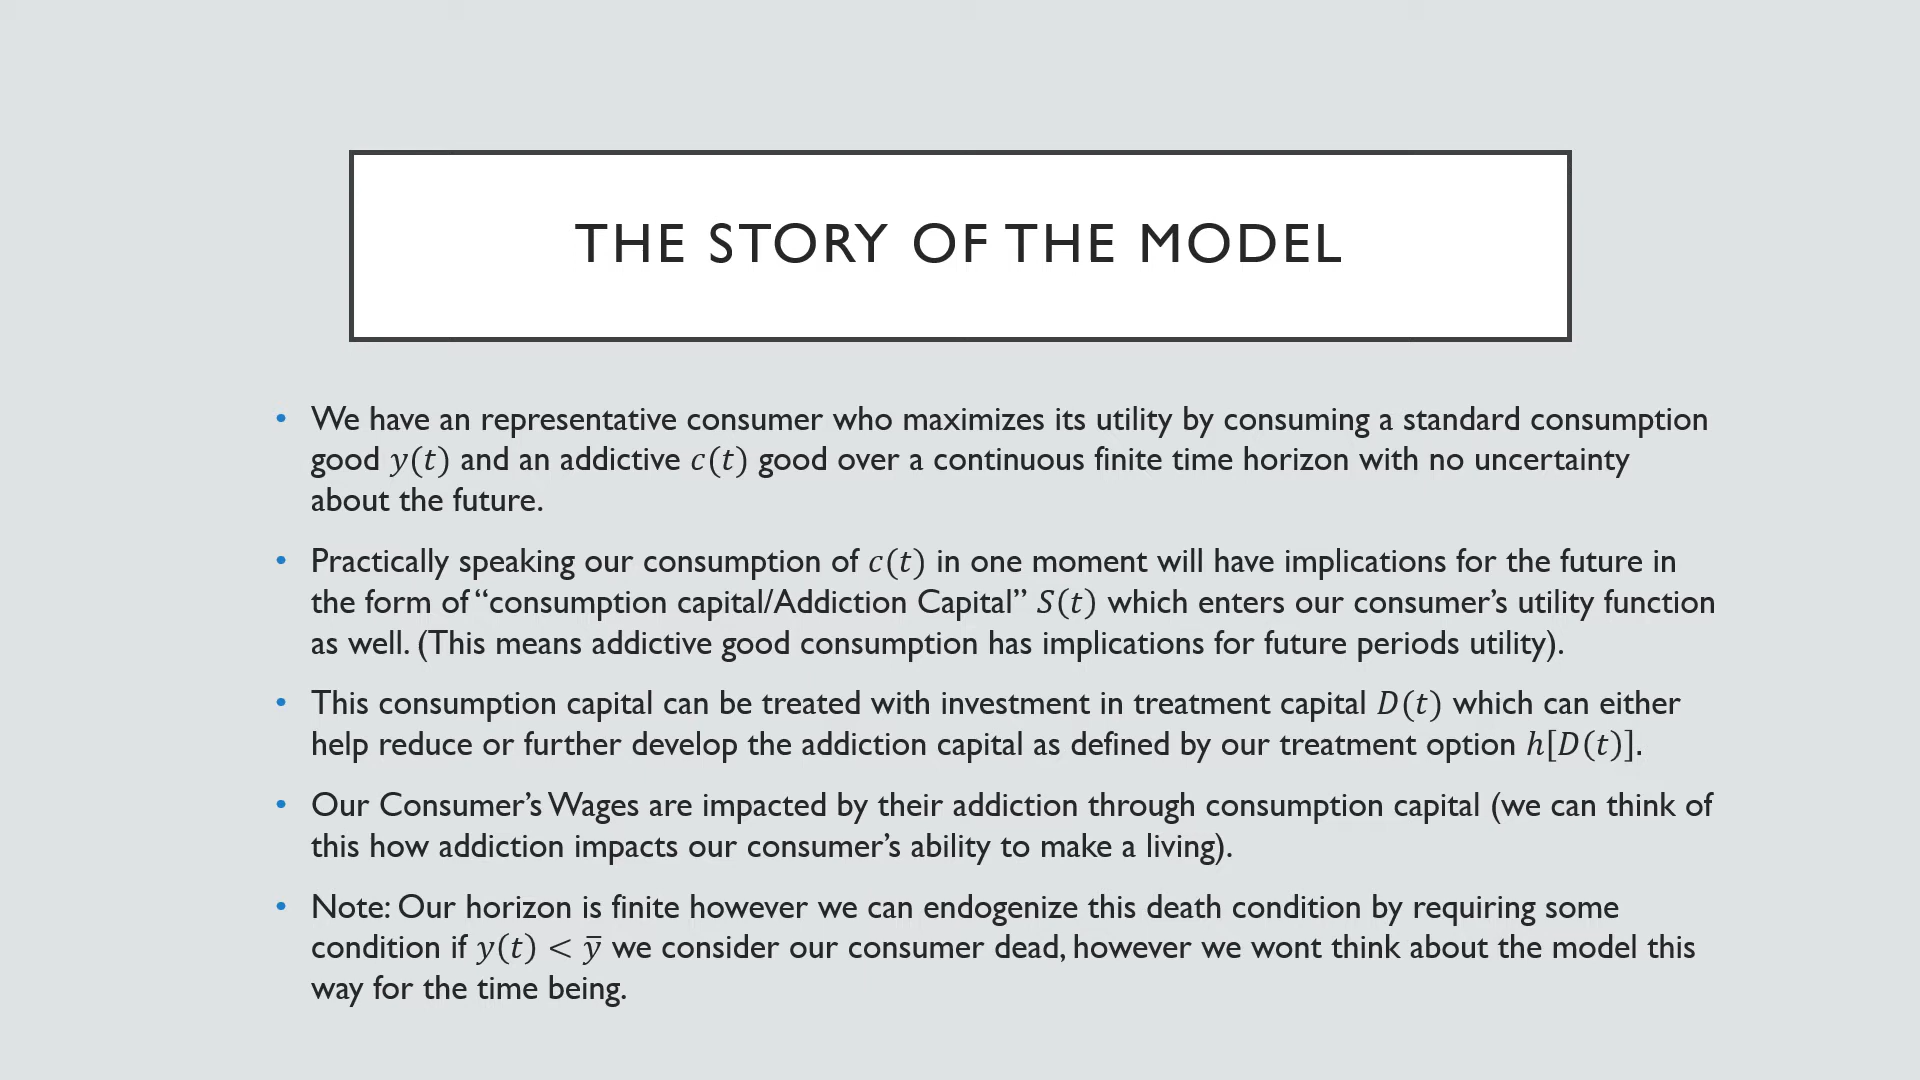 THE STORY OF THE MODEL
• We have an representative consumer who maximizes its utility by consuming a standard consumption
good y(t) and an addictive c(t) good over a continuous finite time horizon with no uncertainty
about the future.
• Practically speaking our consumption of c(t) in one moment will have implications for the future in
the form of “consumption capital/Addiction Capital” S(t) which enters our consumer’s utility function
as well. (This means addictive good consumption has implications for future periods utility).
• This consumption capital can be treated with investment in treatment capital D(t) which can either
help reduce or further develop the addiction capital as defined by our treatment option h[D(t)].
• Our Consumer’s Wages are impacted by their addiction through consumption capital (we can think of
this how addiction impacts our consumer’s ability to make a living).
• Note: Our horizon is finite however we can endogenize this death condition by requiring some
condition if y(t) < ȳ we consider our consumer dead, however we wont think about the model this
way for the time being.